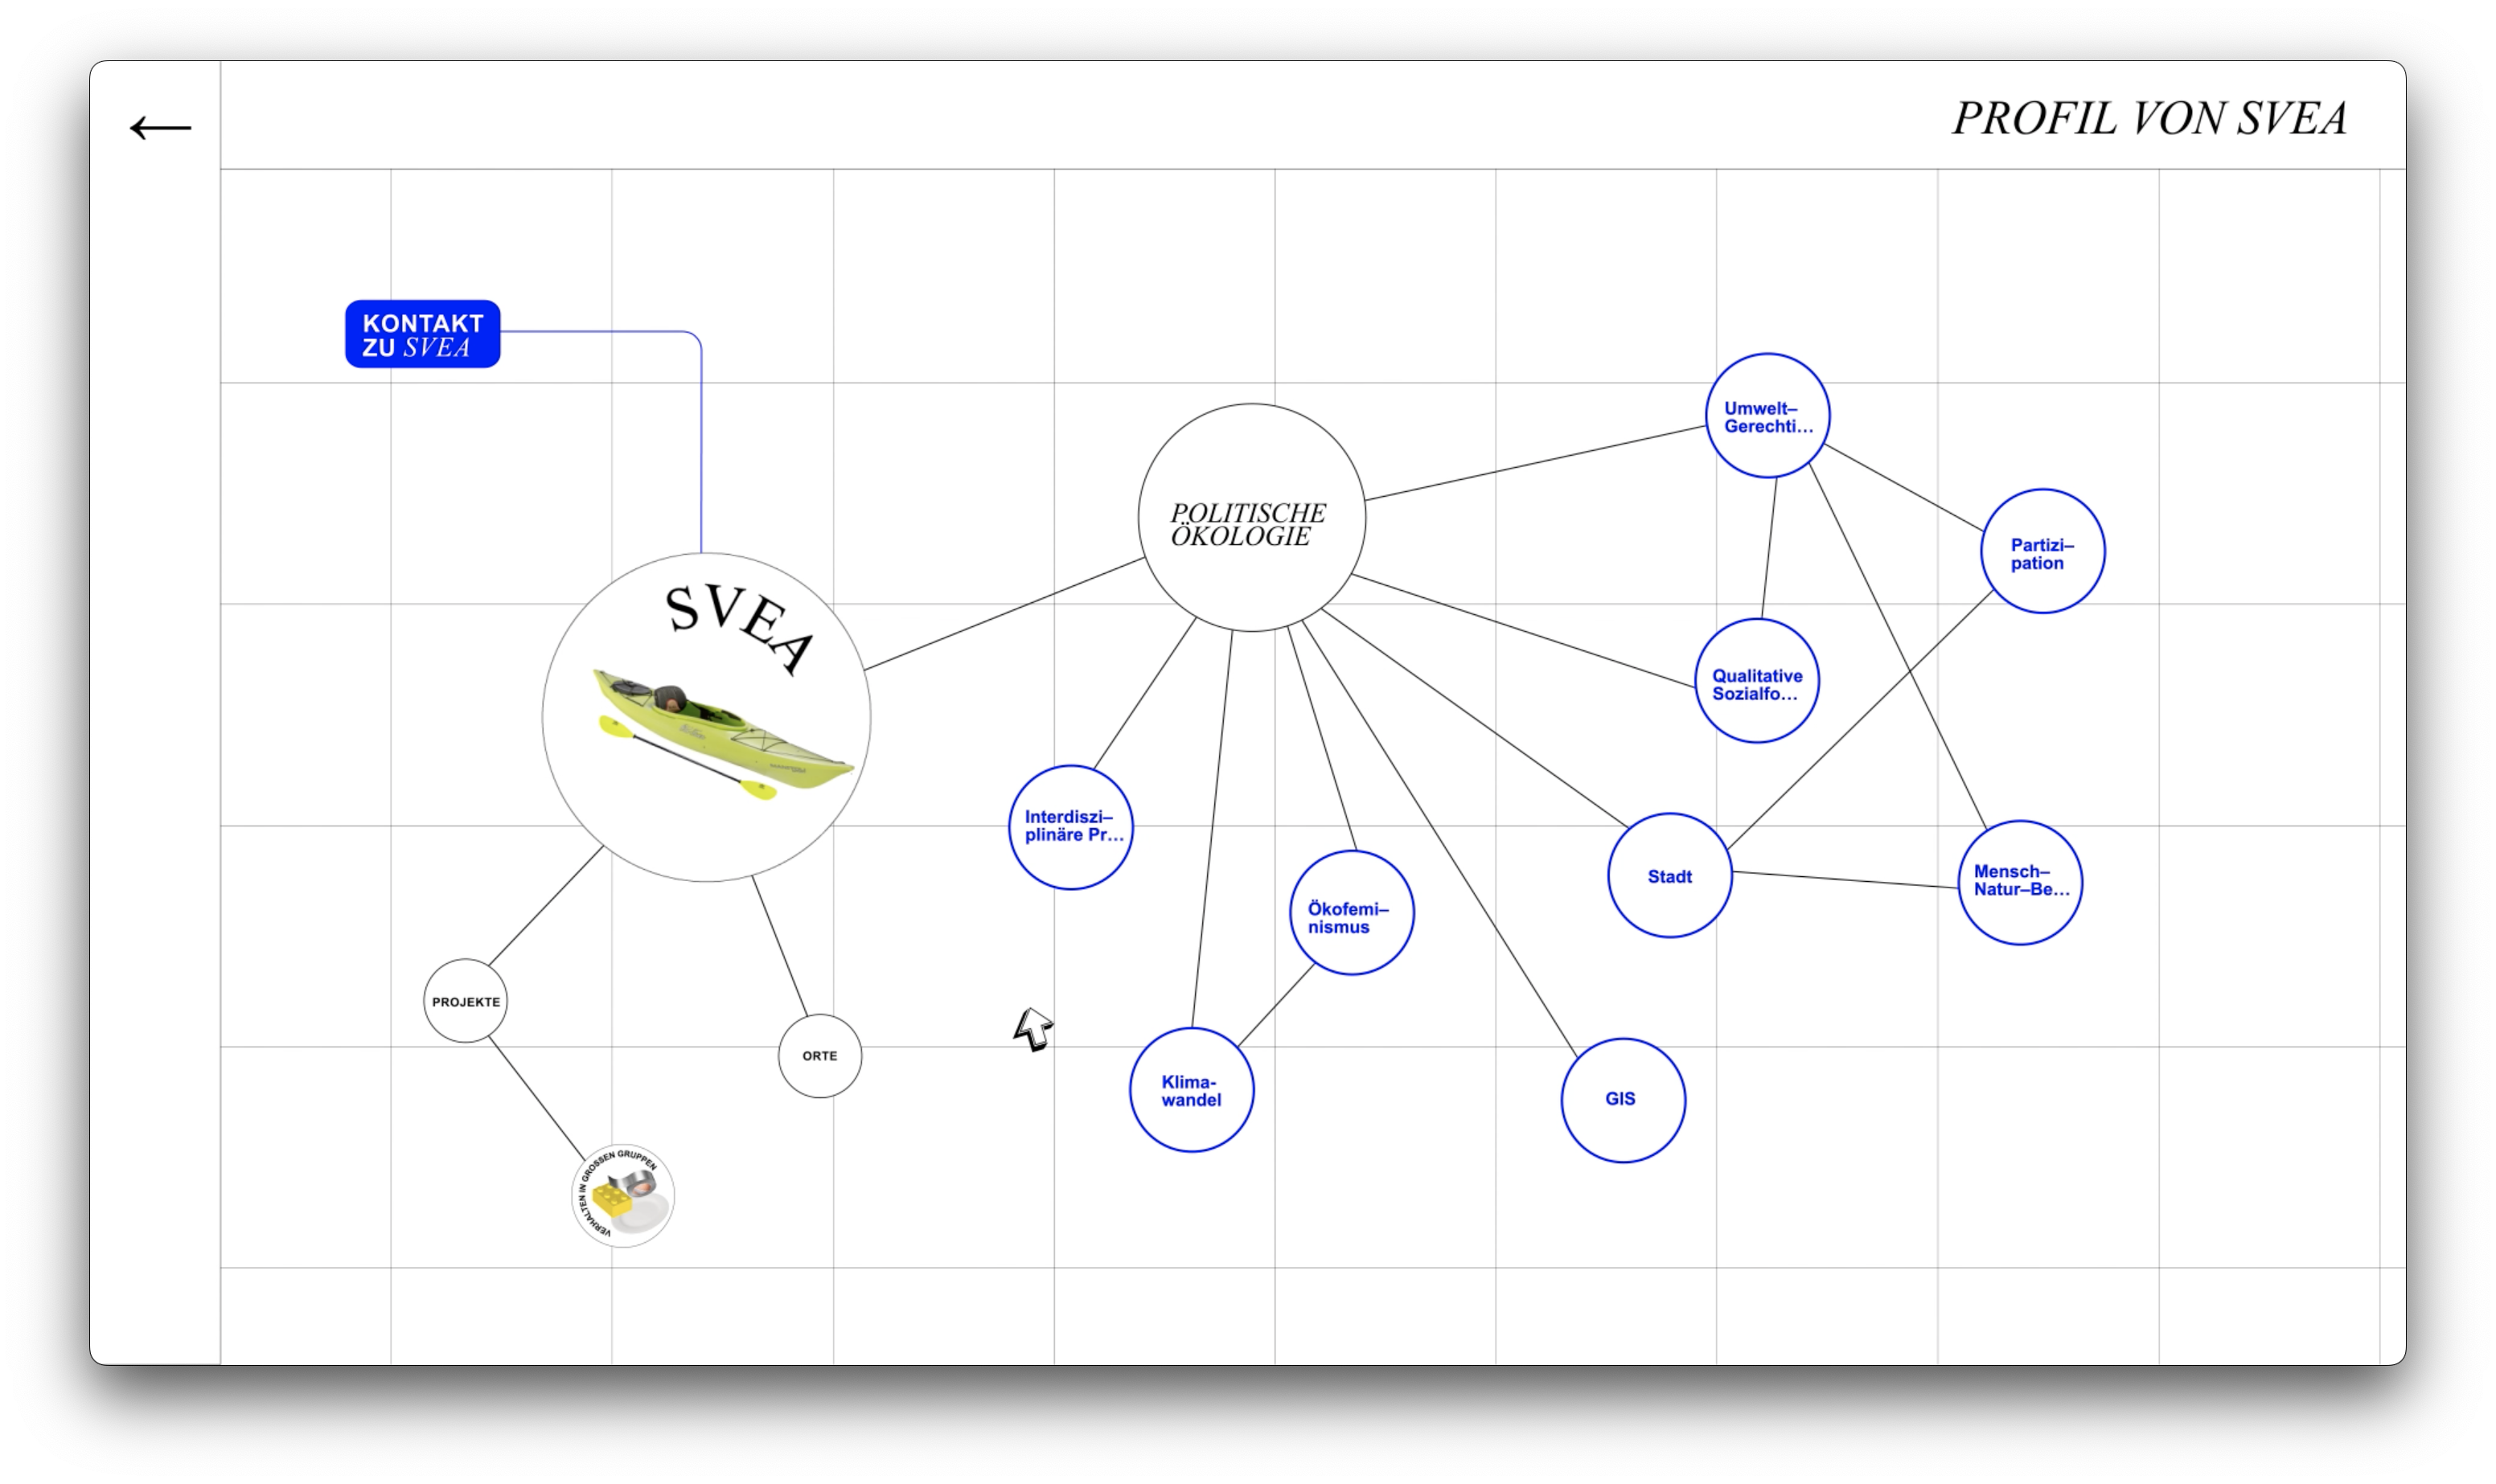 PROFIL VON SVEA
KONTAKT
ZU SVEA
SVEA
POLITISCHE
ÖKOLOGIE
Umwelt–
Gerechti...
Partizi–
pation
Qualitative
Sozialfo...
Interdiszi–
plinäre Pr...
Stadt
Mensch–
Natur–Be...
Ökofemi–
nismus
PROJEKTE
ORTE
Klima-
wandel
GIS
VERHALTEN IN GROSSEN GRUPPEN